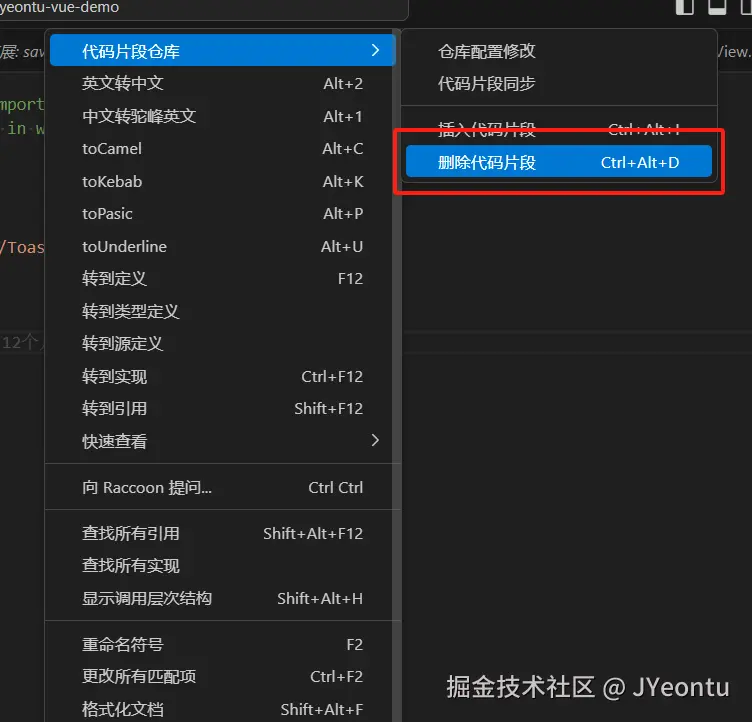 yeontu-vue-demo
展: sav
View.
代码片段仓库
仓库配置修改
代码片段同步
英文转中文 Alt+2
mport
中文转驼峰英文 Alt+1
in w
插入代码片段 Ctrl+Alt+I
toCamel Alt+C
删除代码片段 Ctrl+Alt+D
toKebab Alt+K
toPasic Alt+P
toUnderline Alt+U
/Toas
转到定义 F12
转到类型定义
转到源定义
12个
转到实现 Ctrl+F12
转到引用 Shift+F12
快速查看
向 Raccoon 提问... Ctrl Ctrl
查找所有引用 Shift+Alt+F12
查找所有实现
显示调用层次结构 Shift+Alt+H
重命名符号 F2
更改所有匹配项 Ctrl+F2
格式化文档 Shift+Alt+F
掘金技术社区 @ JYeontu